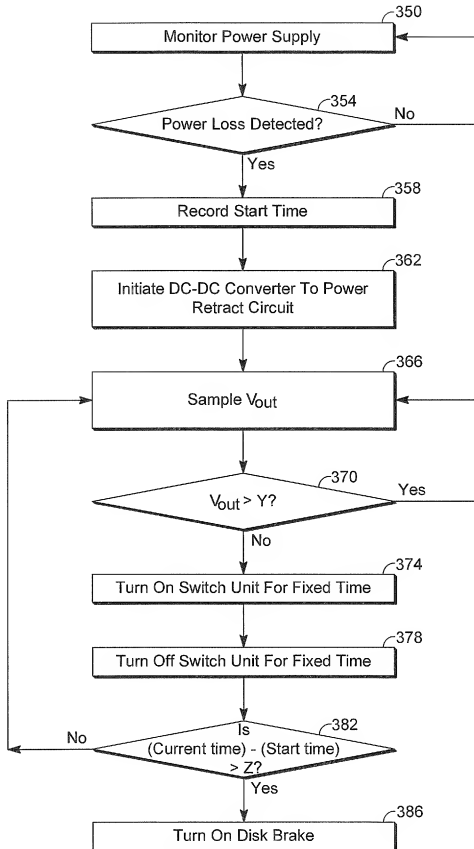 350
Monitor Power Supply
354
Power Loss Detected?
No
Yes
358
Record Start Time
362
Initiate DC-DC Converter To Power
Retract Circuit
366
Sample Vout
370
Vout > Y?
Yes
No
374
Turn On Switch Unit For Fixed Time
378
Turn Off Switch Unit For Fixed Time
382
Is
(Current time) - (Start time)
> Z?
No
Yes
386
Turn On Disk Brake